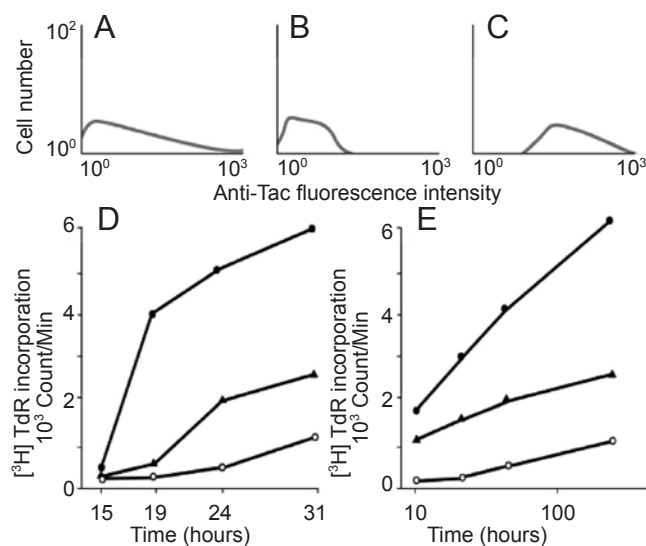 A B C
10²
Cell number
10⁰
10⁰ 10³ 10⁰ 10³ 10⁰ 10³
Anti-Tac fluorescence intensity
D
6
4
2
0
[³H] TdR incorporation
10³ Count/Min
15 19 24 31
Time (hours)
E
6
4
2
0
[³H] TdR incorporation
10³ Count/Min
10 100
Time (hours)